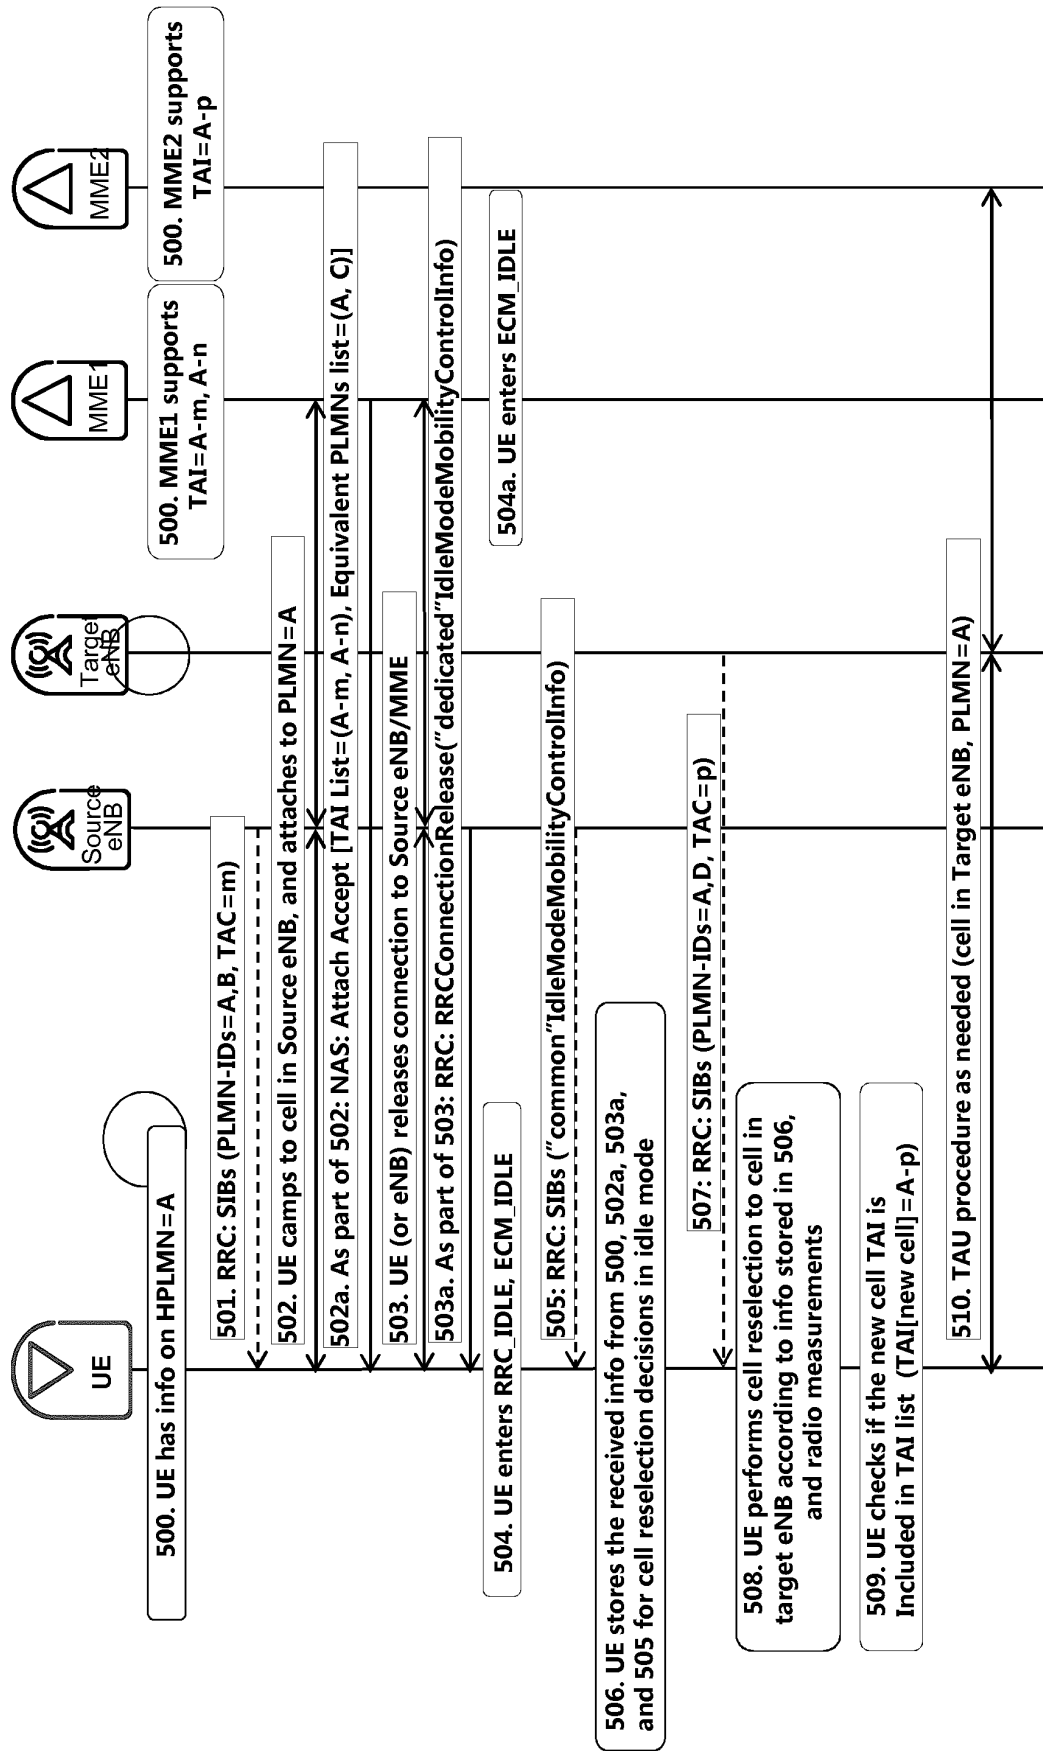 UE
Source
eNB
Target
eNB
MME1
MME2
500. UE has info on HPLMN=A
500. MME1 supports
TAI=A-m, A-n
500. MME2 supports
TAI=A-p
501. RRC: SIBs (PLMN-IDs=A,B, TAC=m)
502. UE camps to cell in Source eNB, and attaches to PLMN=A
502a. As part of 502: NAS: Attach Accept [TAI List=(A-m, A-n), Equivalent PLMNs list=(A, C)]
503. UE (or eNB) releases connection to Source eNB/MME
503a. As part of 503: RRC: RRCConnectionRelease("dedicated"IdleModeMobilityControlInfo)
504. UE enters RRC_IDLE, ECM_IDLE
504a. UE enters ECM_IDLE
505: RRC: SIBs ("common"IdleModeMobilityControlInfo)
506. UE stores the received info from 500, 502a, 503a,
and 505 for cell reselection decisions in idle mode
507: RRC: SIBs (PLMN-IDs=A,D, TAC=p)
508. UE performs cell reselection to cell in
target eNB according to info stored in 506,
and radio measurements
509. UE checks if the new cell TAI is
Included in TAI list (TAI[new cell]=A-p)
510. TAU procedure as needed (cell in Target eNB, PLMN=A)